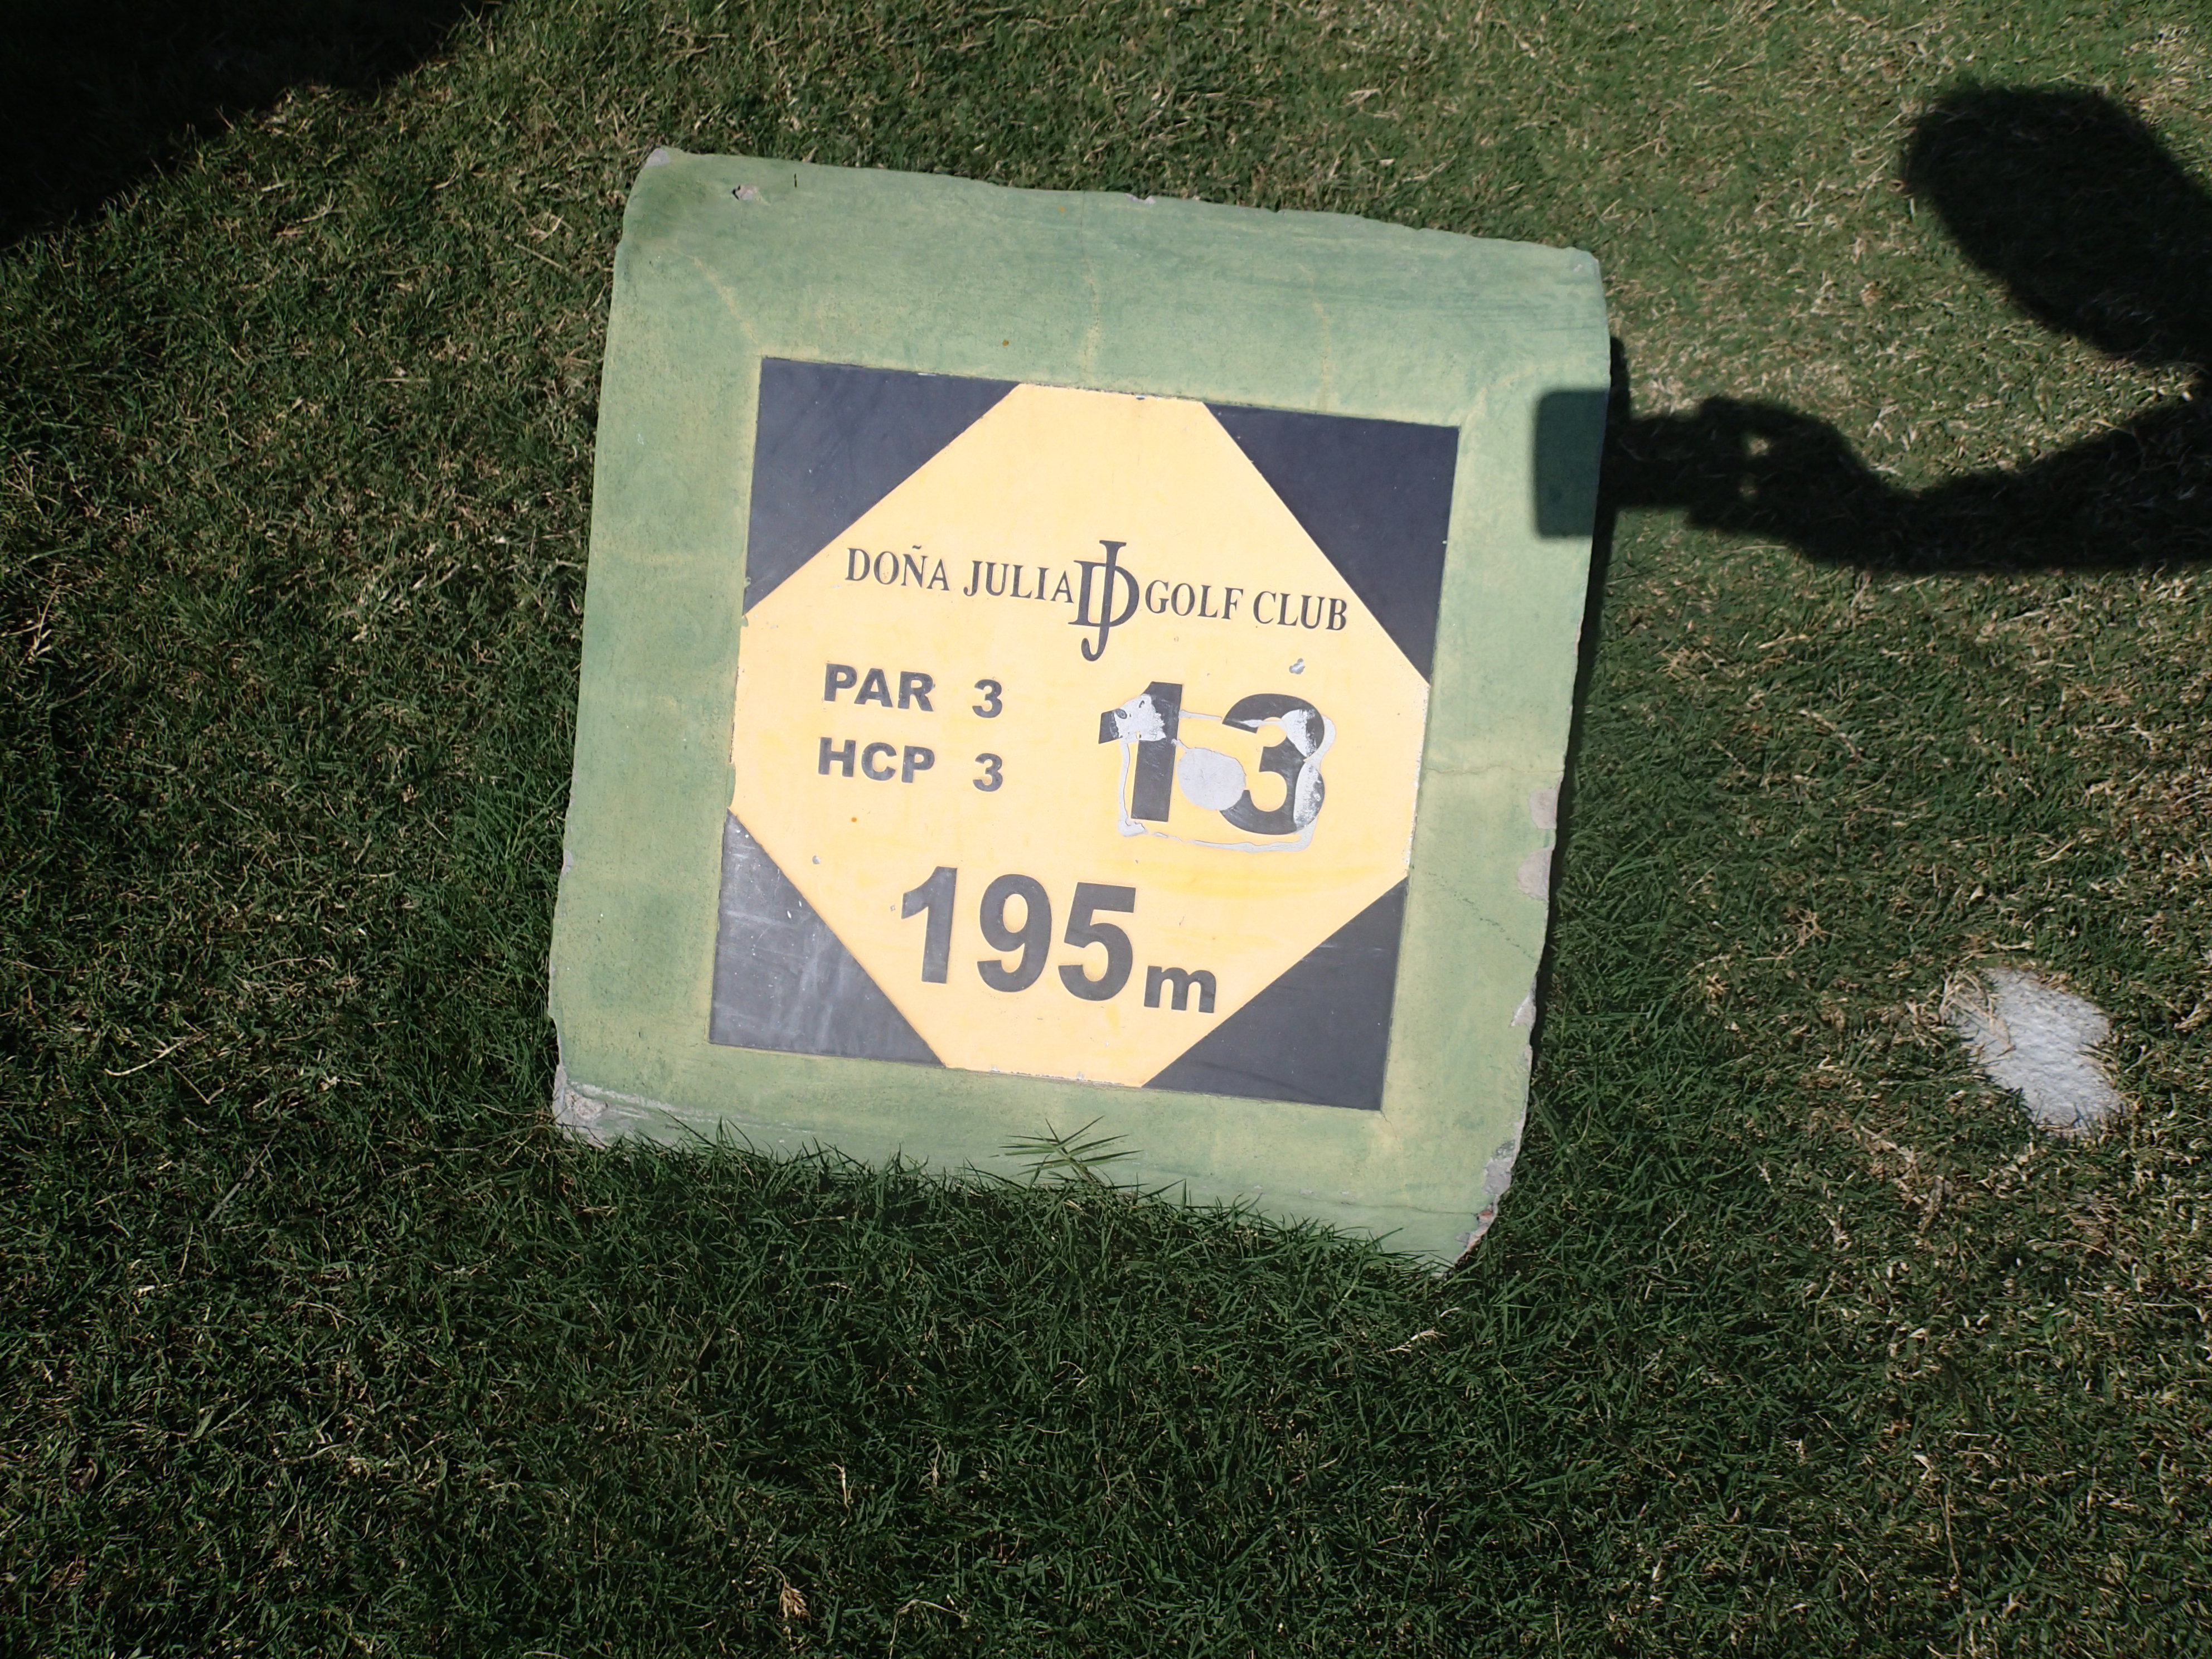 DOÑA JULIA DJ GOLF CLUB
PAR 3
HCP 3
13
195m